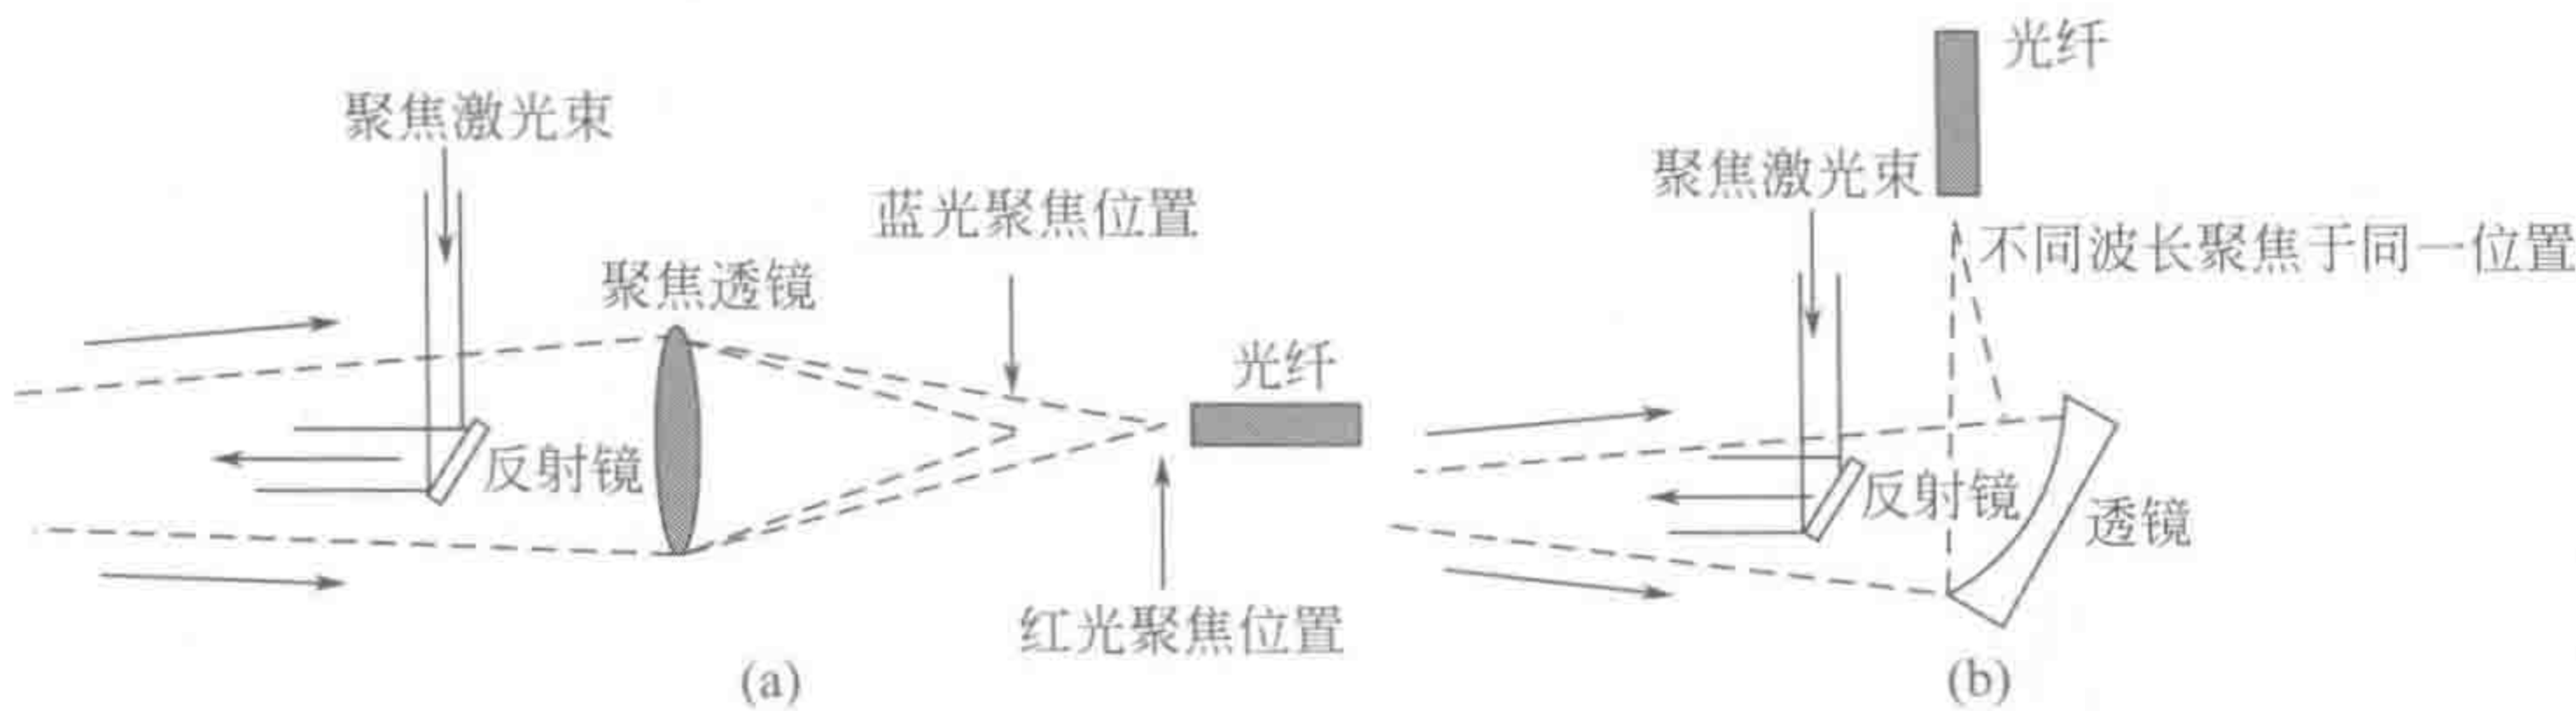 聚焦激光束
蓝光聚焦位置
聚焦透镜
光纤
反射镜
红光聚焦位置
(a)
光纤
聚焦激光束
不同波长聚焦于同一位置
反射镜
透镜
(b)